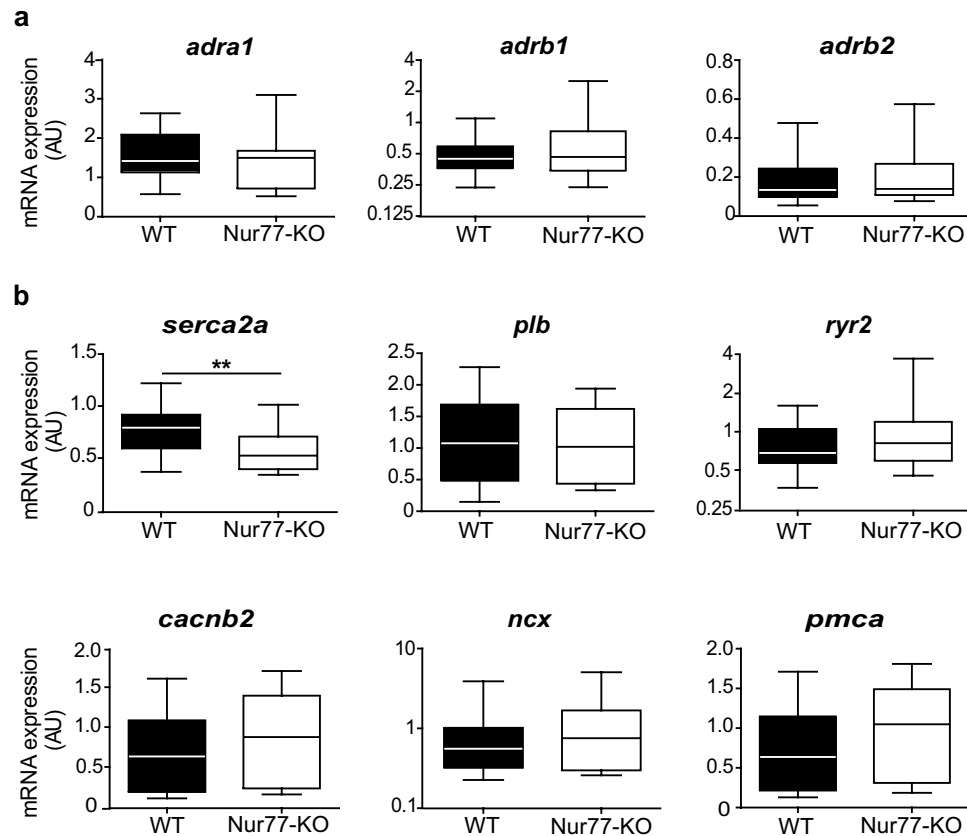 a
adra1
adrb1
adrb2
mRNA expression
(AU)
4
3
2
1
0
WT
Nur77-KO
4
2
1
0.5
0.25
0.125
WT
Nur77-KO
0.8
0.6
0.4
0.2
0
WT
Nur77-KO
b
serca2a
plb
ryr2
mRNA expression
(AU)
1.5
1.0
0.5
0
**
WT
Nur77-KO
2.5
2.0
1.5
1.0
0.5
0
WT
Nur77-KO
4
2
1
0.5
0.25
WT
Nur77-KO
cacnb2
ncx
pmca
mRNA expression
(AU)
2.0
1.5
1.0
0.5
0
WT
Nur77-KO
10
1
0.1
WT
Nur77-KO
2.0
1.5
1.0
0.5
0
WT
Nur77-KO